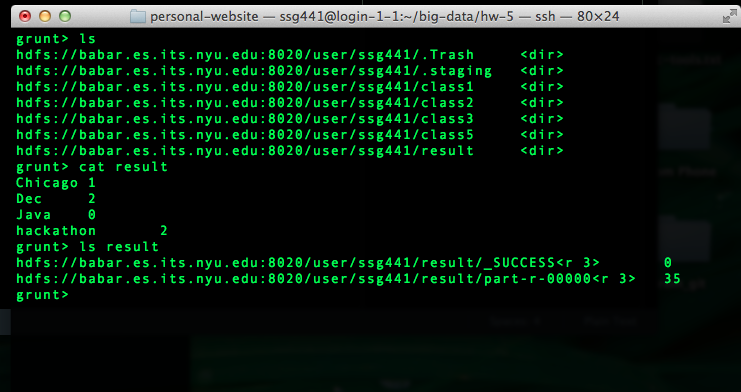 personal-website — ssg441@login-1-1:~/big-data/hw-5 — ssh — 80×24
grunt> ls
hdfs://babar.es.its.nyu.edu:8020/user/ssg441/.Trash     <dir>
hdfs://babar.es.its.nyu.edu:8020/user/ssg441/.staging   <dir>
hdfs://babar.es.its.nyu.edu:8020/user/ssg441/class1     <dir>
hdfs://babar.es.its.nyu.edu:8020/user/ssg441/class2     <dir>
hdfs://babar.es.its.nyu.edu:8020/user/ssg441/class3     <dir>
hdfs://babar.es.its.nyu.edu:8020/user/ssg441/class5     <dir>
hdfs://babar.es.its.nyu.edu:8020/user/ssg441/result     <dir>
grunt> cat result
Chicago 1
Dec     2
Java    0
hackathon       2
grunt> ls result
hdfs://babar.es.its.nyu.edu:8020/user/ssg441/result/_SUCCESS<r 3>       0
hdfs://babar.es.its.nyu.edu:8020/user/ssg441/result/part-r-00000<r 3>   35
grunt>